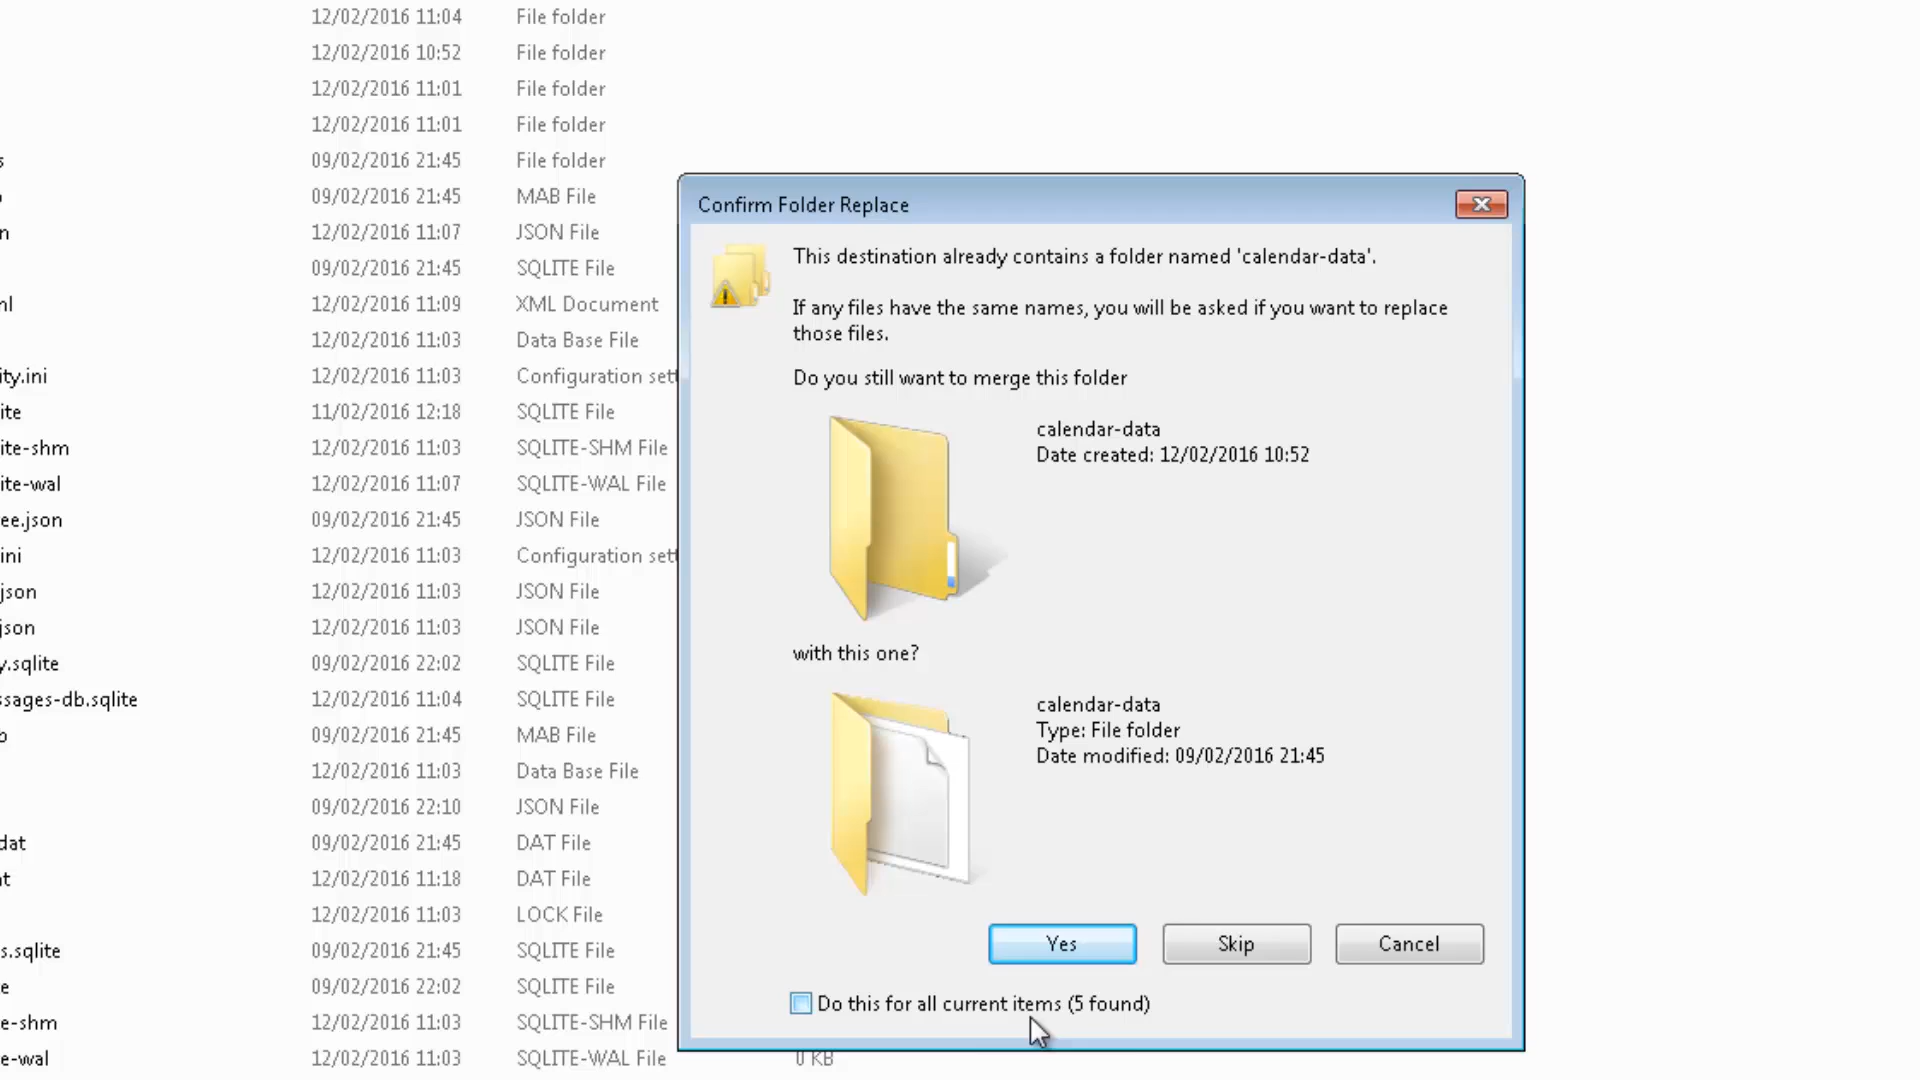 12/02/2016 11:04 File folder
12/02/2016 10:52 File folder
12/02/2016 11:01 File folder
12/02/2016 11:01 File folder
s 09/02/2016 21:45 File folder
09/02/2016 21:45 MAB File
n 12/02/2016 11:07 JSON File
09/02/2016 21:45 SQLITE File
ml 12/02/2016 11:09 XML Document
12/02/2016 11:03 Data Base File
ity.ini 12/02/2016 11:03 Configuration sett
ite 11/02/2016 12:18 SQLITE File
ite-shm 12/02/2016 11:03 SQLITE-SHM File
ite-wal 12/02/2016 11:07 SQLITE-WAL File
ee.json 09/02/2016 21:45 JSON File
ini 12/02/2016 11:03 Configuration sett
json 12/02/2016 11:03 JSON File
json 12/02/2016 11:03 JSON File
y.sqlite 09/02/2016 22:02 SQLITE File
ssages-db.sqlite 12/02/2016 11:04 SQLITE File
09/02/2016 21:45 MAB File
12/02/2016 11:03 Data Base File
09/02/2016 22:10 JSON File
dat 09/02/2016 21:45 DAT File
at 12/02/2016 11:18 DAT File
12/02/2016 11:03 LOCK File
s.sqlite 09/02/2016 21:45 SQLITE File
e 09/02/2016 22:02 SQLITE File
e-shm 12/02/2016 11:03 SQLITE-SHM File
e-wal 12/02/2016 11:03 SQLITE-WAL File 0 KB
Confirm Folder Replace
This destination already contains a folder named 'calendar-data'.
If any files have the same names, you will be asked if you want to replace
those files.
Do you still want to merge this folder
calendar-data
Date created: 12/02/2016 10:52
with this one?
calendar-data
Type: File folder
Date modified: 09/02/2016 21:45
Yes Skip Cancel
Do this for all current items (5 found)